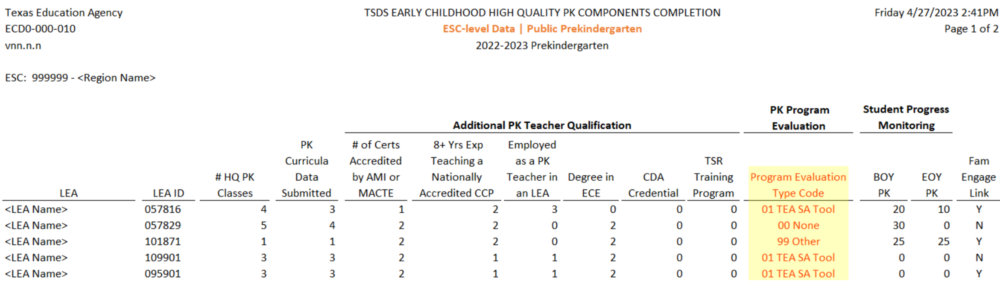 Texas Education Agency TSDS EARLY CHILDHOOD HIGH QUALITY PK COMPONENTS COMPLETION Friday 4/27/2023 2:41PM
ECD0-000-010 ESC-level Data | Public Prekindergarten Page 1 of 2
vnn.n.n 2022-2023 Prekindergarten
ESC: 999999 - <Region Name>
PK Program Student Progress
Additional PK Teacher Qualification Evaluation Monitoring
PK # of Certs 8+ Yrs Exp Employed
Curricula Accredited Teaching a as a PK TSR Fam
# HQ PK Data by AMI or Nationally Teacher in Degree in CDA Training Program Evaluation BOY EOY Engage
LEA LEA ID Classes Submitted MACTE Accredited CCP an LEA ECE Credential Program Type Code PK PK Link
<LEA Name> 057816 4 3 1 2 3 0 0 0 01 TEA SA Tool 20 10 Y
<LEA Name> 057829 5 4 2 2 0 2 0 0 00 None 30 0 N
<LEA Name> 101871 1 1 2 2 0 2 0 0 99 Other 25 25 Y
<LEA Name> 109901 3 3 2 1 1 2 0 0 01 TEA SA Tool 0 0 N
<LEA Name> 095901 3 3 2 1 1 2 0 0 01 TEA SA Tool 0 0 Y